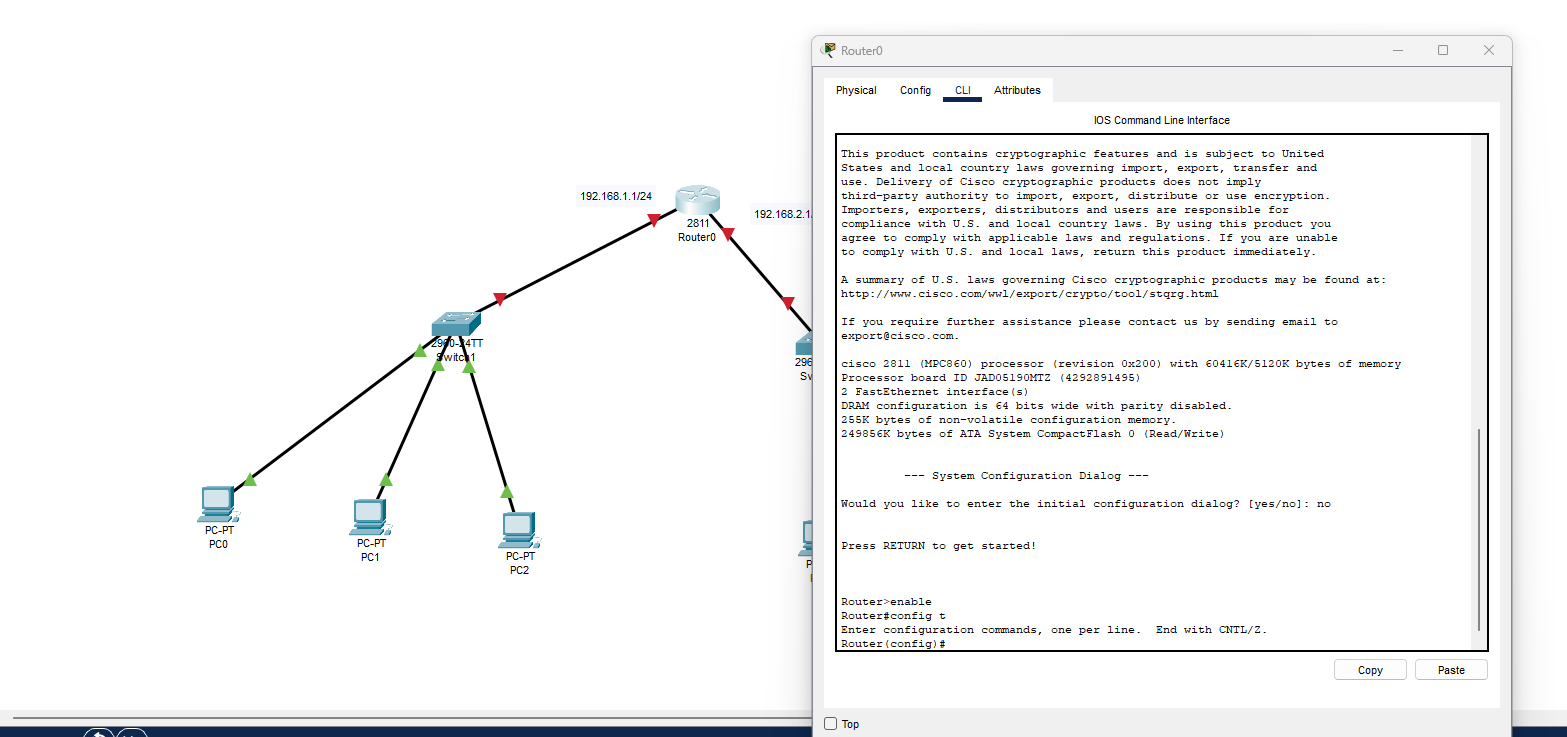 Router0
Physical
Config
CLI
Attributes
IOS Command Line Interface
This product contains cryptographic features and is subject to United
States and local country laws governing import, export, transfer and
use. Delivery of Cisco cryptographic products does not imply
third-party authority to import, export, distribute or use encryption.
Importers, exporters, distributors and users are responsible for
compliance with U.S. and local country laws. By using this product you
agree to comply with applicable laws and regulations. If you are unable
to comply with U.S. and local laws, return this product immediately.
A summary of U.S. laws governing Cisco cryptographic products may be found at:
http://www.cisco.com/wwl/export/crypto/tool/stqrg.html
If you require further assistance please contact us by sending email to
export@cisco.com.
cisco 2811 (MPC860) processor (revision 0x200) with 60416K/5120K bytes of memory
Processor board ID JAD05190MTZ (4292891495)
2 FastEthernet interface(s)
DRAM configuration is 64 bits wide with parity disabled.
255K bytes of non-volatile configuration memory.
249856K bytes of ATA System CompactFlash 0 (Read/Write)
--- System Configuration Dialog ---
Would you like to enter the initial configuration dialog? [yes/no]: no
Press RETURN to get started!
Router>enable
Router#config t
Enter configuration commands, one per line.  End with CNTL/Z.
Router(config)#
Copy
Paste
Top
192.168.1.1/24
2811
Router0
192.168.2.1
2960-24TT
Switch1
296
Sw
PC-PT
PC0
PC-PT
PC1
PC-PT
PC2
P